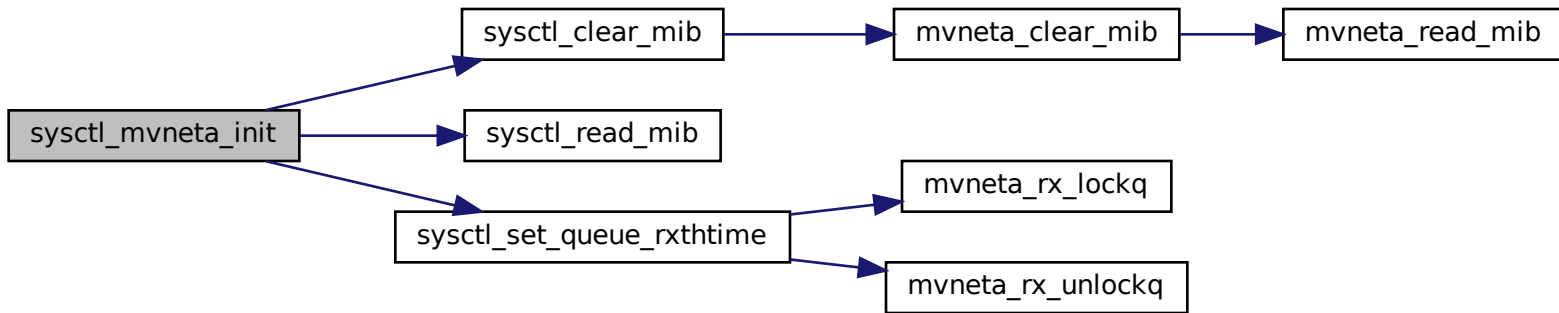 sysctl_clear_mib
mvneta_clear_mib
mvneta_read_mib
sysctl_mvneta_init
sysctl_read_mib
mvneta_rx_lockq
sysctl_set_queue_rxthtime
mvneta_rx_unlockq